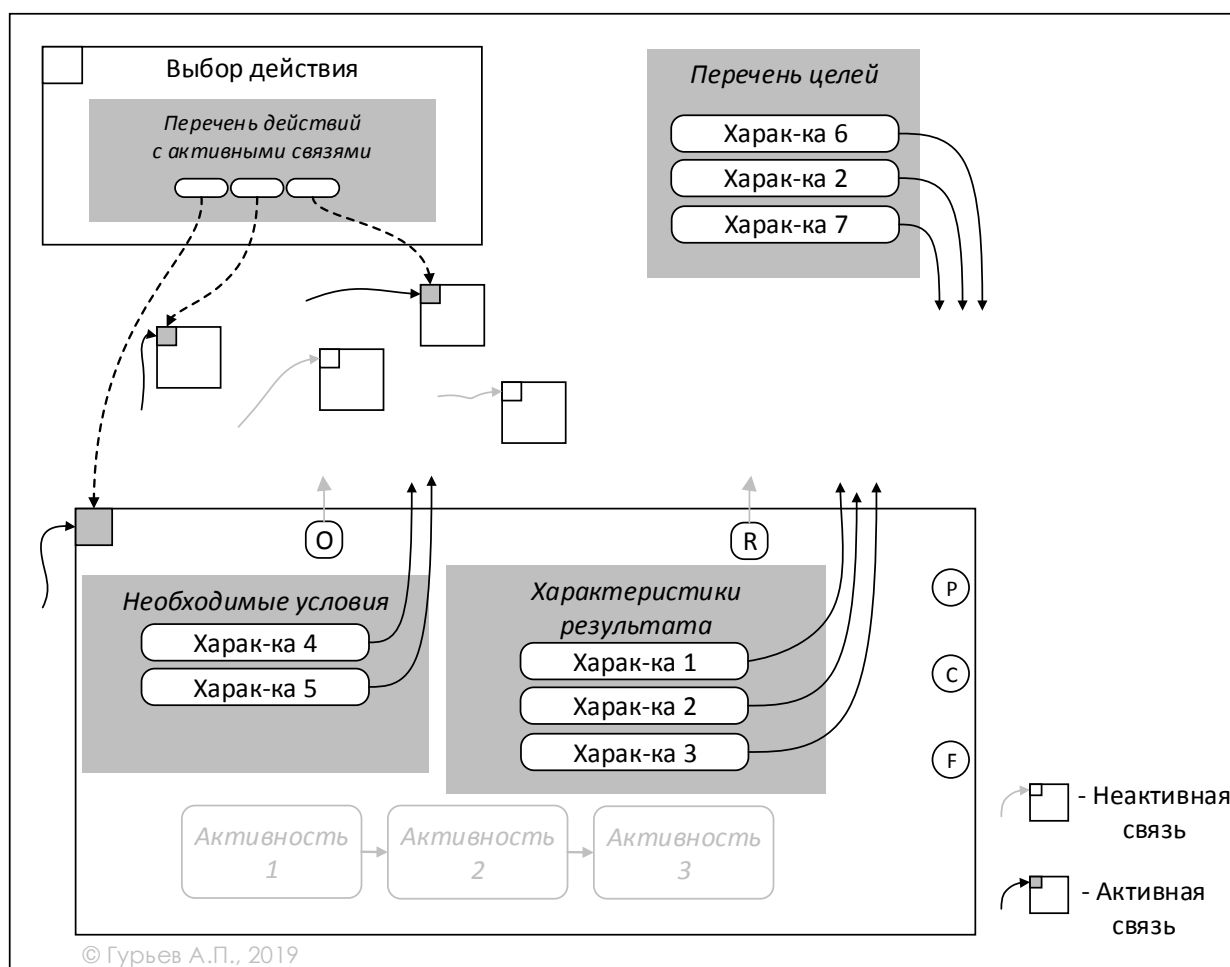 Выбор действия
Перечень действий
с активными связями
Перечень целей
Харак-ка 6
Харак-ка 2
Харак-ка 7
O
R
Необходимые условия
Харак-ка 4
Харак-ка 5
Характеристики
результата
Харак-ка 1
Харак-ка 2
Харак-ка 3
P
C
F
Активность
1
Активность
2
Активность
3
- Неактивная
связь
- Активная
связь
© Гурьев А.П., 2019